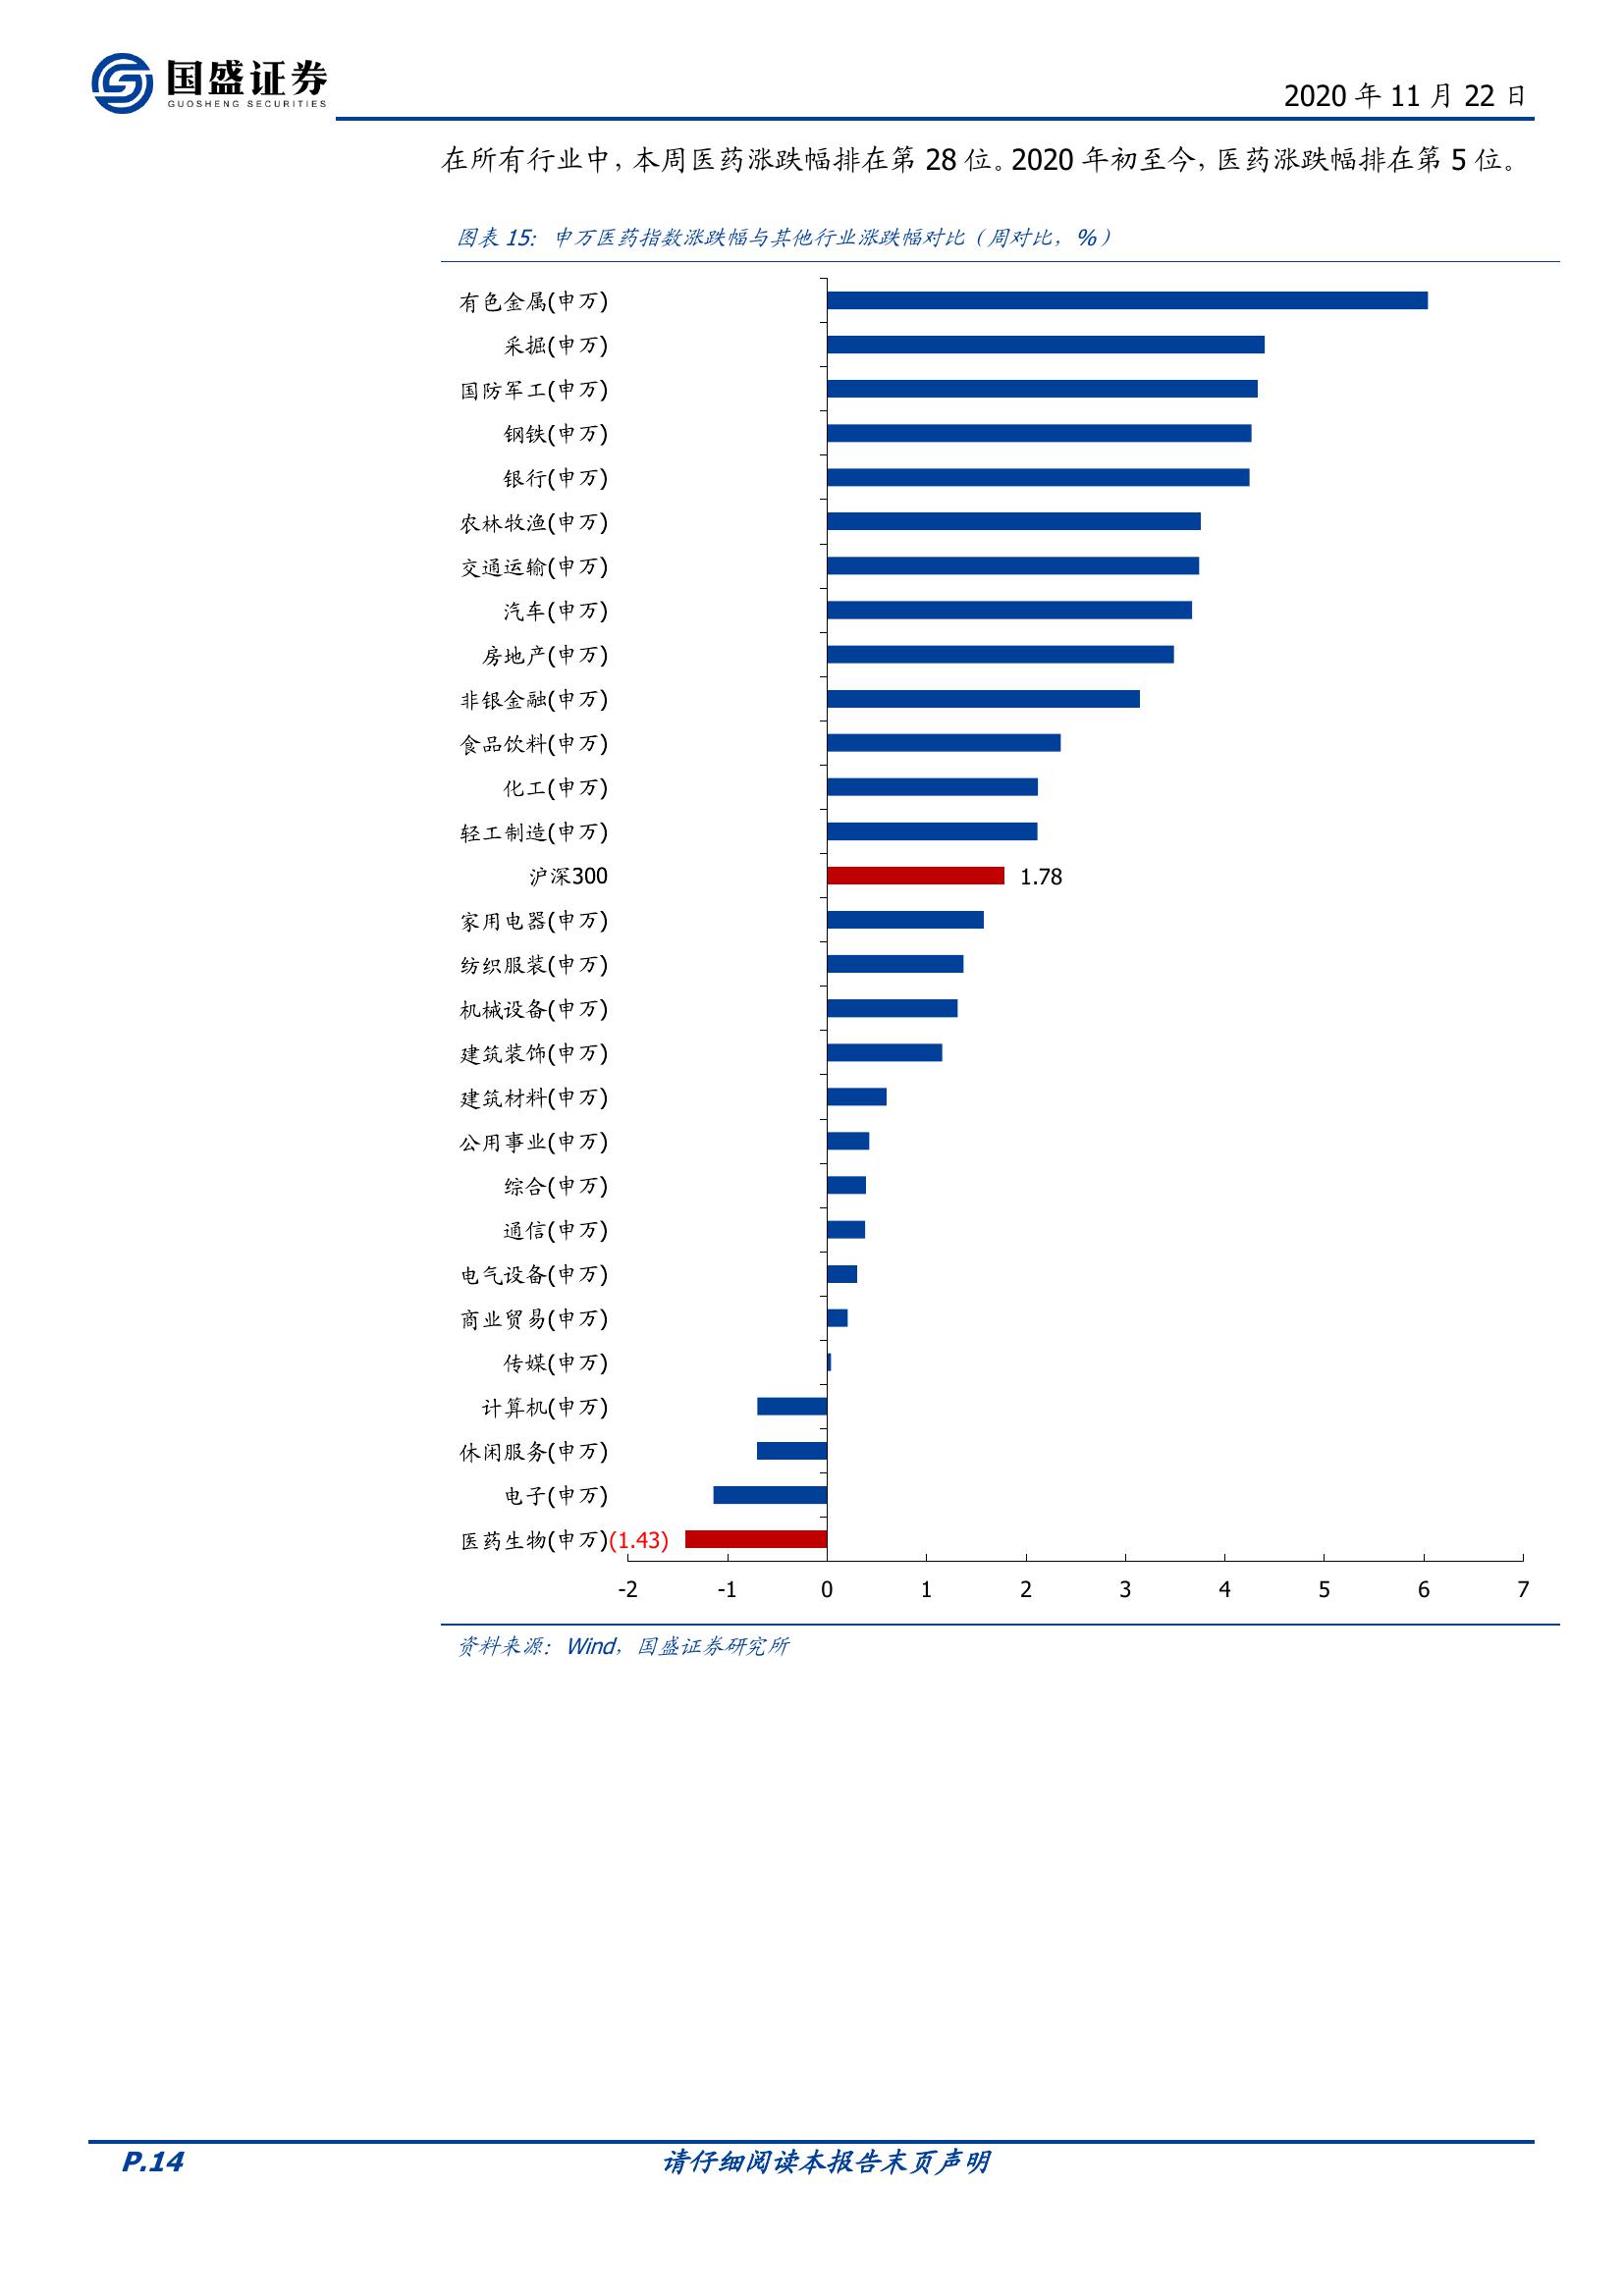 国盛证券
GUOSHENG SECURITIES
2020 年 11 月 22 日
在所有行业中，本周医药涨跌幅排在第 28 位。2020 年初至今，医药涨跌幅排在第 5 位。
图表 15：申万医药指数涨跌幅与其他行业涨跌幅对比（周对比，%）
有色金属(申万)
采掘(申万)
国防军工(申万)
钢铁(申万)
银行(申万)
农林牧渔(申万)
交通运输(申万)
汽车(申万)
房地产(申万)
非银金融(申万)
食品饮料(申万)
化工(申万)
轻工制造(申万)
沪深300 1.78
家用电器(申万)
纺织服装(申万)
机械设备(申万)
建筑装饰(申万)
建筑材料(申万)
公用事业(申万)
综合(申万)
通信(申万)
电气设备(申万)
商业贸易(申万)
传媒(申万)
计算机(申万)
休闲服务(申万)
电子(申万)
医药生物(申万)(1.43)
-2 -1 0 1 2 3 4 5 6 7
资料来源：Wind，国盛证券研究所
P.14 请仔细阅读本报告末页声明